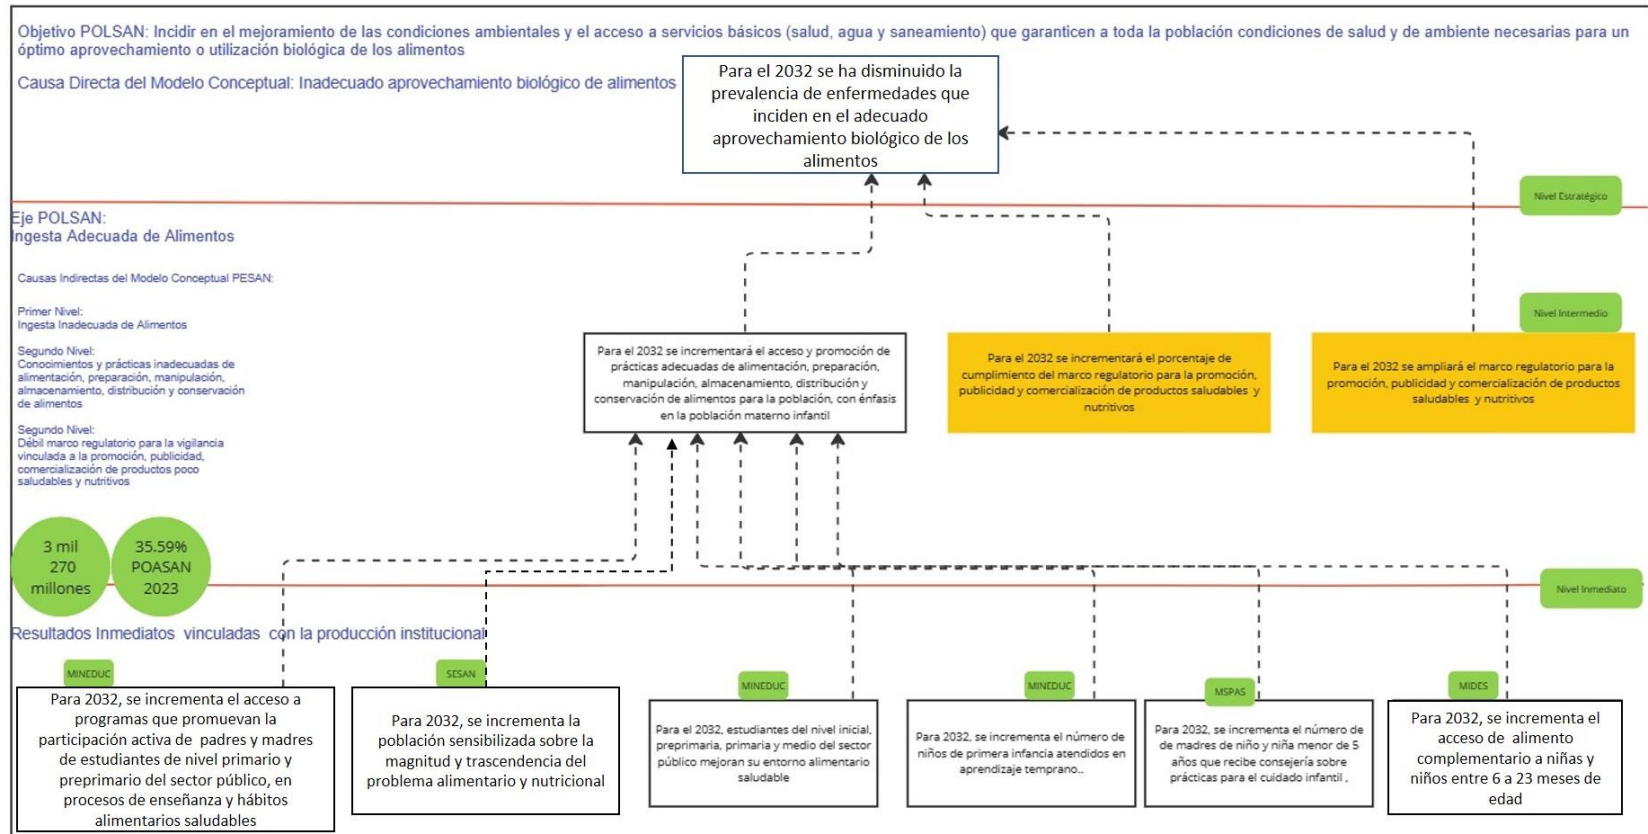 Objetivo POLSAN: Incidir en el mejoramiento de las condiciones ambientales y el acceso a servicios básicos (salud, agua y saneamiento) que garanticen a toda la población condiciones de salud y de ambiente necesarias para un
óptimo aprovechamiento o utilización biológica de los alimentos
Causa Directa del Modelo Conceptual: Inadecuado aprovechamiento biológico de alimentos
Para el 2032 se ha disminuido la
prevalencia de enfermedades que
inciden en el adecuado
aprovechamiento biológico de los
alimentos
Nivel Estratégico
Eje POLSAN:
Ingesta Adecuada de Alimentos
Causas Indirectas del Modelo Conceptual PESAN:
Primer Nivel:
Ingesta Inadecuada de Alimentos
Segundo Nivel:
Conocimientos y prácticas inadecuadas de
alimentación, preparación, manipulación,
almacenamiento, distribución y conservación
de alimentos
Segundo Nivel:
Débil marco regulatorio para la vigilancia
vinculada a la promoción, publicidad,
comercialización de productos poco
saludables y nutritivos
Nivel Intermedio
Para el 2032 se incrementará el acceso y promoción de
prácticas adecuadas de alimentación, preparación,
manipulación, almacenamiento, distribución y
conservación de alimentos para la población, con énfasis
en la población materno infantil
Para el 2032 se incrementará el porcentaje de
cumplimiento del marco regulatorio para la promoción,
publicidad y comercialización de productos saludables y
nutritivos
Para el 2032 se ampliará el marco regulatorio para la
promoción, publicidad y comercialización de productos
saludables y nutritivos
3 mil
270
millones
35.59%
POASAN
2023
Nivel Inmediato
Resultados Inmediatos vinculadas con la producción institucional
MINEDUC
Para 2032, se incrementa el acceso a
programas que promuevan la
participación activa de padres y madres
de estudiantes de nivel primario y
preprimario del sector público, en
procesos de enseñanza y hábitos
alimentarios saludables
SESAN
Para 2032, se incrementa la
población sensibilizada sobre la
magnitud y trascendencia del
problema alimentario y nutricional
MINEDUC
Para el 2032, estudiantes del nivel inicial,
preprimaria, primaria y medio del sector
público mejoran su entorno alimentario
saludable
MINEDUC
Para 2032, se incrementa el número de
niños de primera infancia atendidos en
aprendizaje temprano..
MSPAS
Para 2032, se incrementa el número de
de madres de niño y niña menor de 5
años que recibe consejería sobre
prácticas para el cuidado infantil ,
MIDES
Para 2032, se incrementa el
acceso de alimento
complementario a niñas y
niños entre 6 a 23 meses de
edad